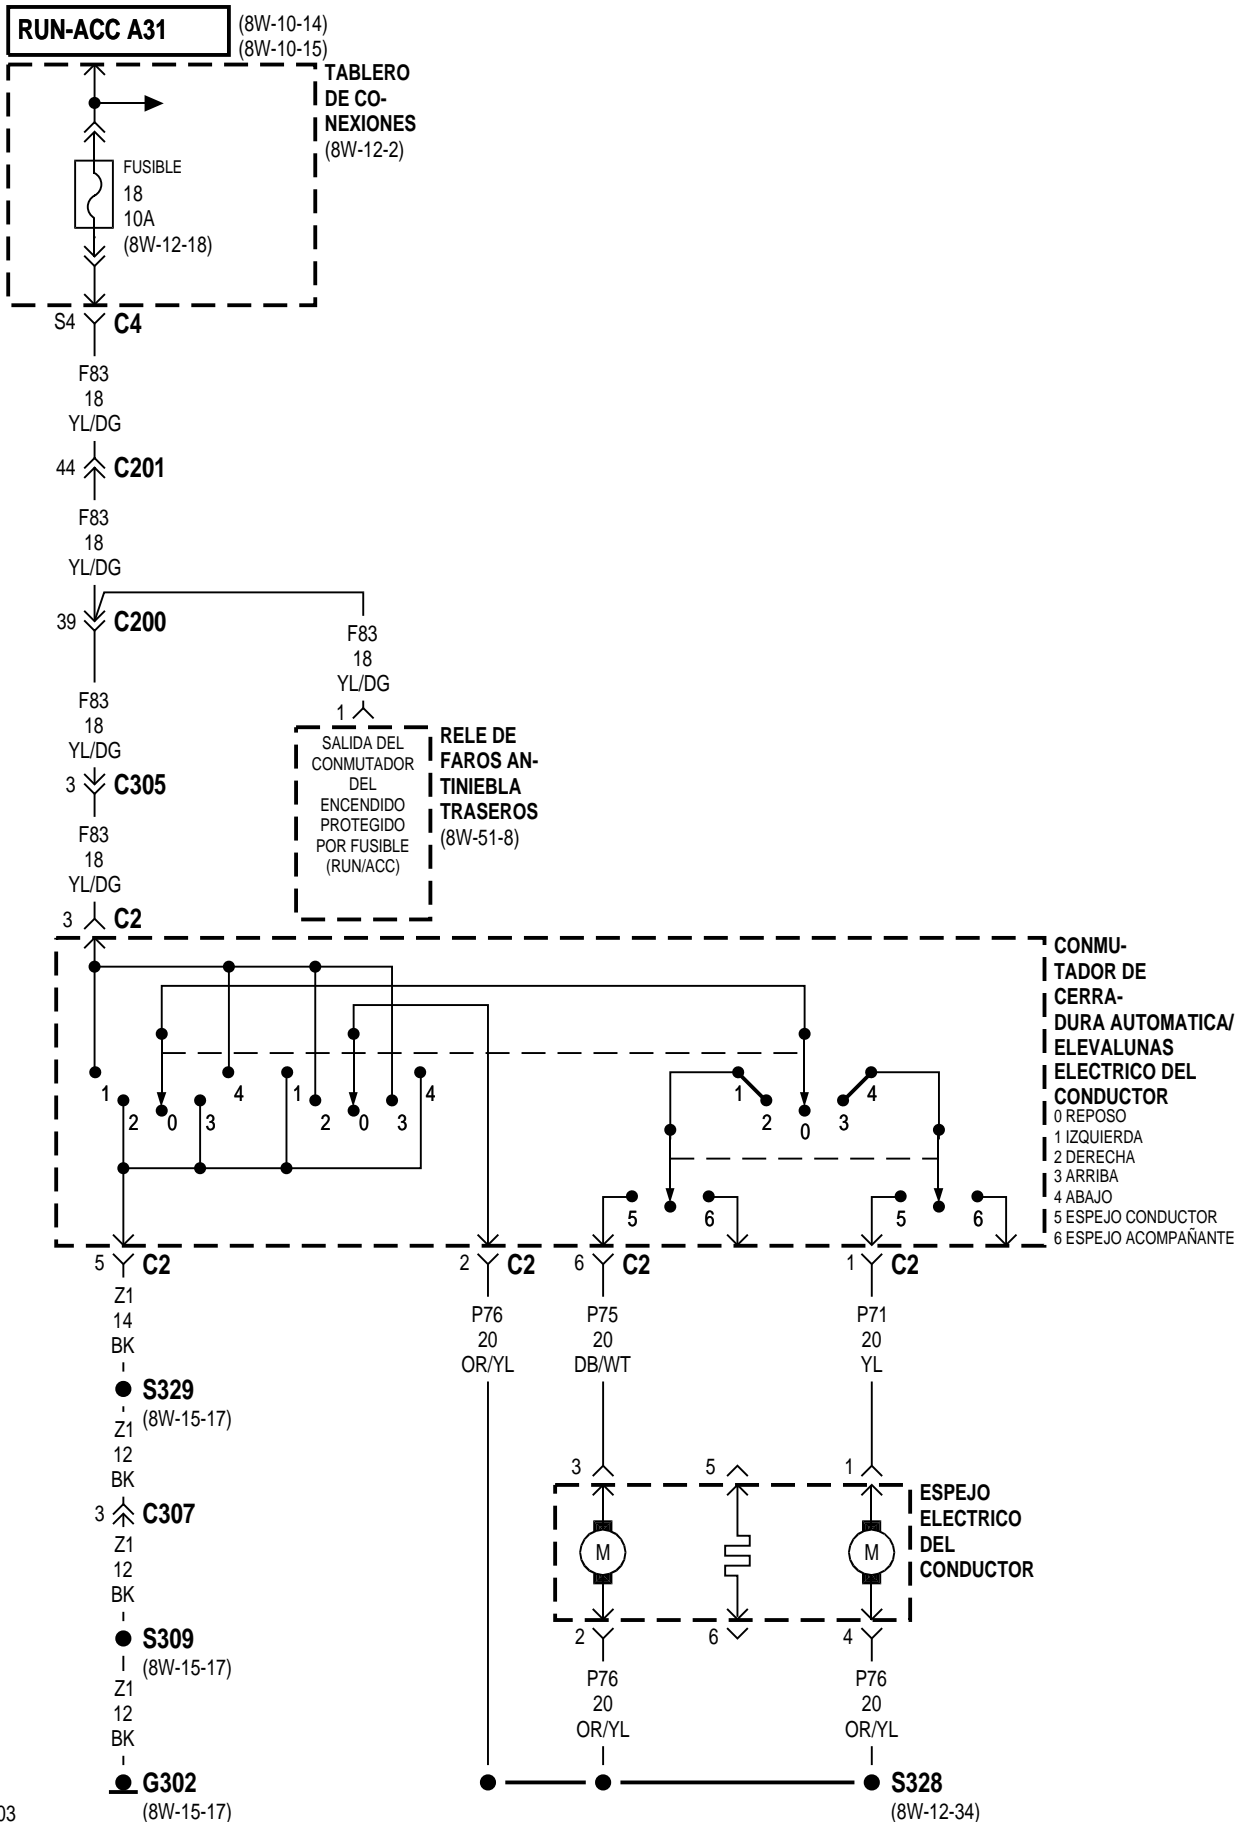 RUN-ACC A31
(8W-10-14)
(8W-10-15)
TABLERO
DE CO-
NEXIONES
(8W-12-2)
FUSIBLE
18
10A
(8W-12-18)
S4
C4
F83
18
YL/DG
44
C201
F83
18
YL/DG
39
C200
F83
18
YL/DG
F83
18
YL/DG
1
3
C305
SALIDA DEL
CONMUTADOR
DEL
ENCENDIDO
PROTEGIDO
POR FUSIBLE
(RUN/ACC)
RELE DE
FAROS AN-
TINIEBLA
TRASEROS
(8W-51-8)
F83
18
YL/DG
3
C2
CONMU-
TADOR DE
CERRA-
DURA AUTOMATICA/
ELEVALUNAS
ELECTRICO DEL
CONDUCTOR
0 REPOSO
1 IZQUIERDA
2 DERECHA
3 ARRIBA
4 ABAJO
5 ESPEJO CONDUCTOR
6 ESPEJO ACOMPAÑANTE
1
2
0
3
4
1
2
0
3
4
1
2
0
3
4
5
6
5
6
5
C2
2
C2
6
C2
1
C2
Z1
14
BK
P76
20
OR/YL
P75
20
DB/WT
P71
20
YL
S329
(8W-15-17)
Z1
12
BK
3
C307
3
5
1
M
M
ESPEJO
ELECTRICO
DEL
CONDUCTOR
Z1
12
BK
2
6
4
S309
(8W-15-17)
Z1
12
BK
P76
20
OR/YL
P76
20
OR/YL
G302
(8W-15-17)
S328
(8W-12-34)
03